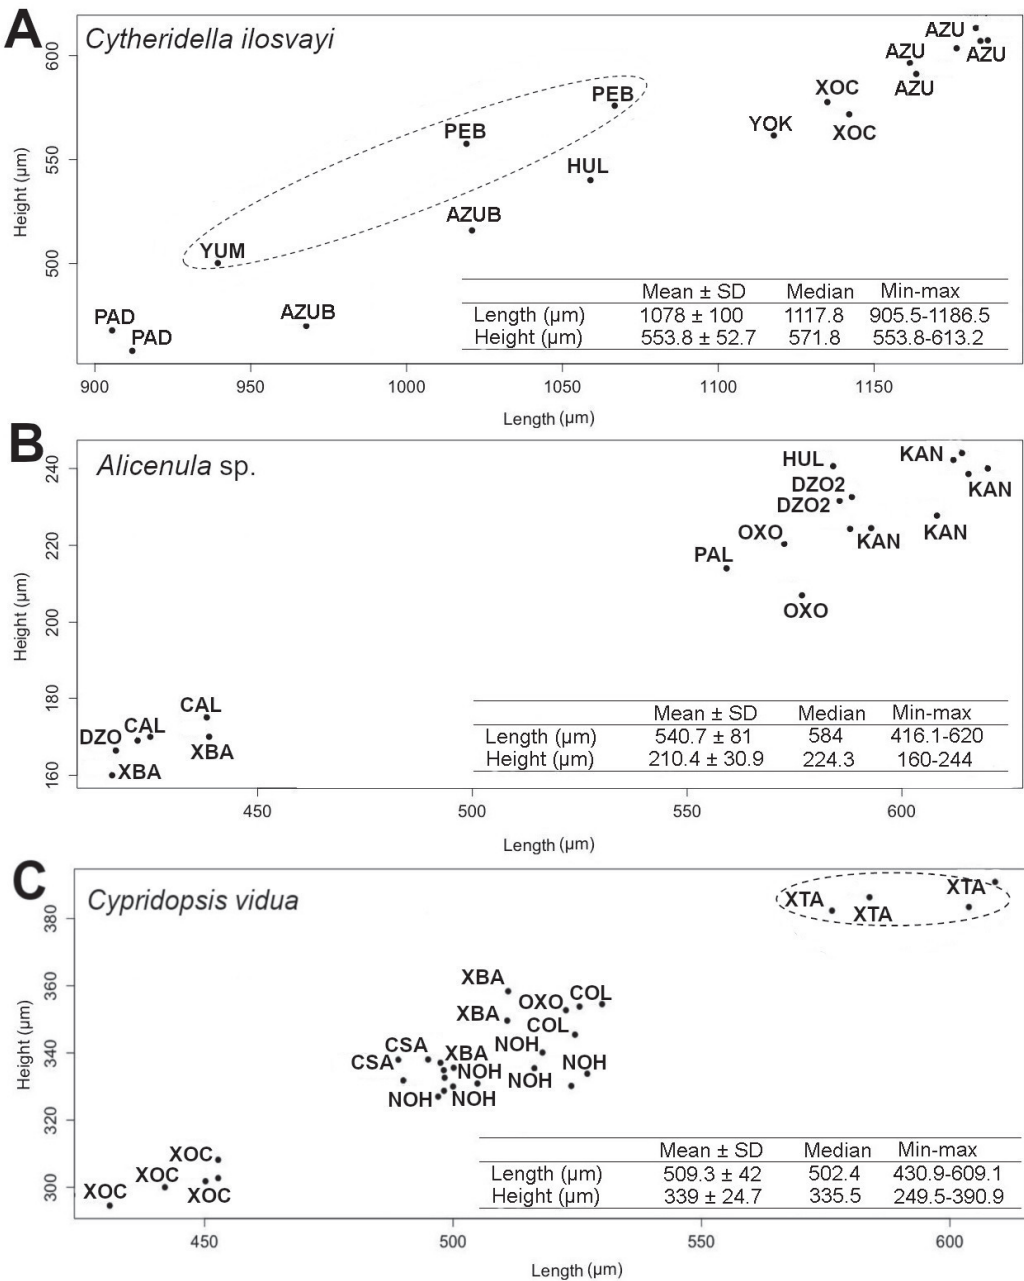 A
Cytheridella ilosvayi
AZU
AZU
AZU
AZU
XOC
XOC
YOK
PEB
PEB
HUL
AZUB
YUM
AZUB
PAD
PAD
Height (µm)
600
550
500
Mean ± SD Median Min-max
Length (µm) 1078 ± 100 1117.8 905.5-1186.5
Height (µm) 553.8 ± 52.7 571.8 553.8-613.2
900 950 1000 1050 1100 1150
Length (µm)
B
Alicenula sp.
HUL
KAN
KAN
DZO2
DZO2
OXO
KAN
KAN
PAL
OXO
CAL
DZO
CAL
XBA
XBA
Height (µm)
240
220
200
180
160
Mean ± SD Median Min-max
Length (µm) 540.7 ± 81 584 416.1-620
Height (µm) 210.4 ± 30.9 224.3 160-244
450 500 550 600
Length (µm)
C
Cypridopsis vidua
XTA
XTA
XTA
XBA
OXO
COL
XBA
COL
CSA
CSA
XBA
NOH
NOH
NOH
NOH
NOH
NOH
XOC
XOC
XOC
XOC
Height (µm)
380
360
340
320
300
Mean ± SD Median Min-max
Length (µm) 509.3 ± 42 502.4 430.9-609.1
Height (µm) 339 ± 24.7 335.5 249.5-390.9
450 500 550 600
Length (µm)